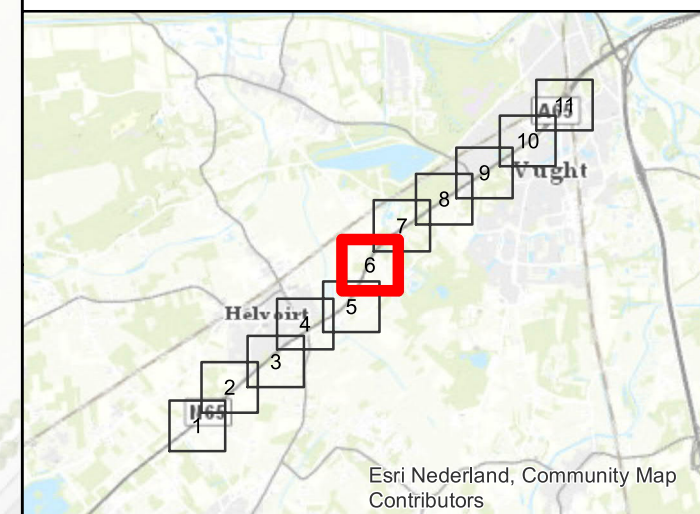 11
A65
10
Vught
9
8
7
6
5
Helvoirt
4
3
2
N65
1
Esri Nederland, Community Map
Contributors